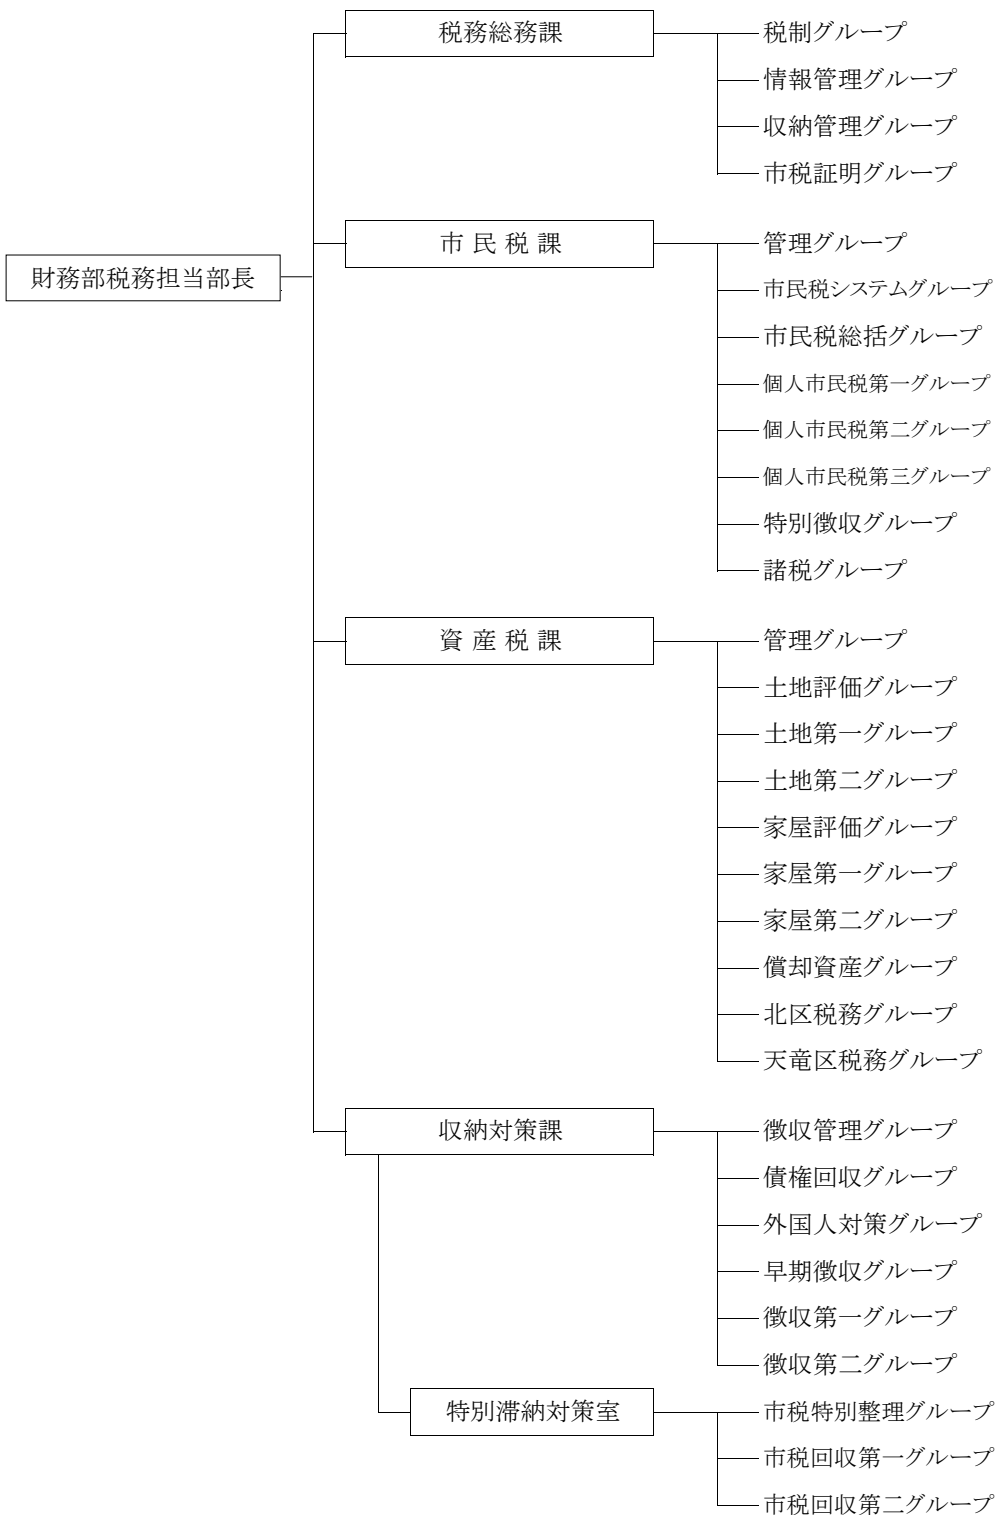 財務部税務担当部長
税務総務課
税制グループ
情報管理グループ
収納管理グループ
市税証明グループ
市民税課
管理グループ
市民税システムグループ
市民税総括グループ
個人市民税第一グループ
個人市民税第二グループ
個人市民税第三グループ
特別徴収グループ
諸税グループ
資産税課
管理グループ
土地評価グループ
土地第一グループ
土地第二グループ
家屋評価グループ
家屋第一グループ
家屋第二グループ
償却資産グループ
北区税務グループ
天竜区税務グループ
収納対策課
徴収管理グループ
債権回収グループ
外国人対策グループ
早期徴収グループ
徴収第一グループ
徴収第二グループ
特別滞納対策室
市税特別整理グループ
市税回収第一グループ
市税回収第二グループ